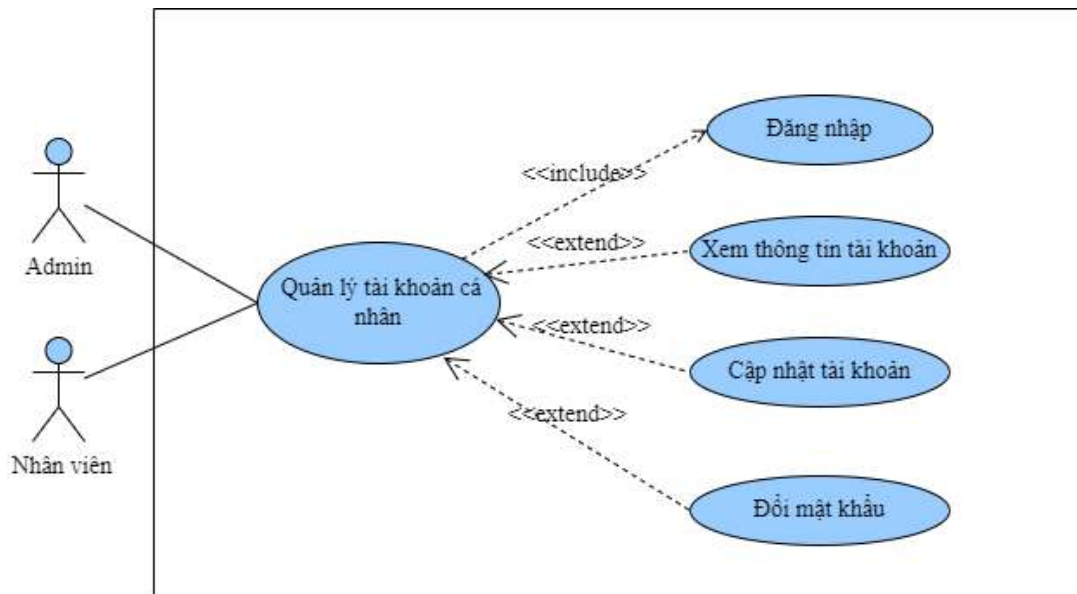 Đăng nhập
<<include>>
<<extend>>
Xem thông tin tài khoản
Admin
Quản lý tài khoản cá
nhân
<<extend>>
Cập nhật tài khoản
<<extend>>
Nhân viên
Đổi mật khẩu